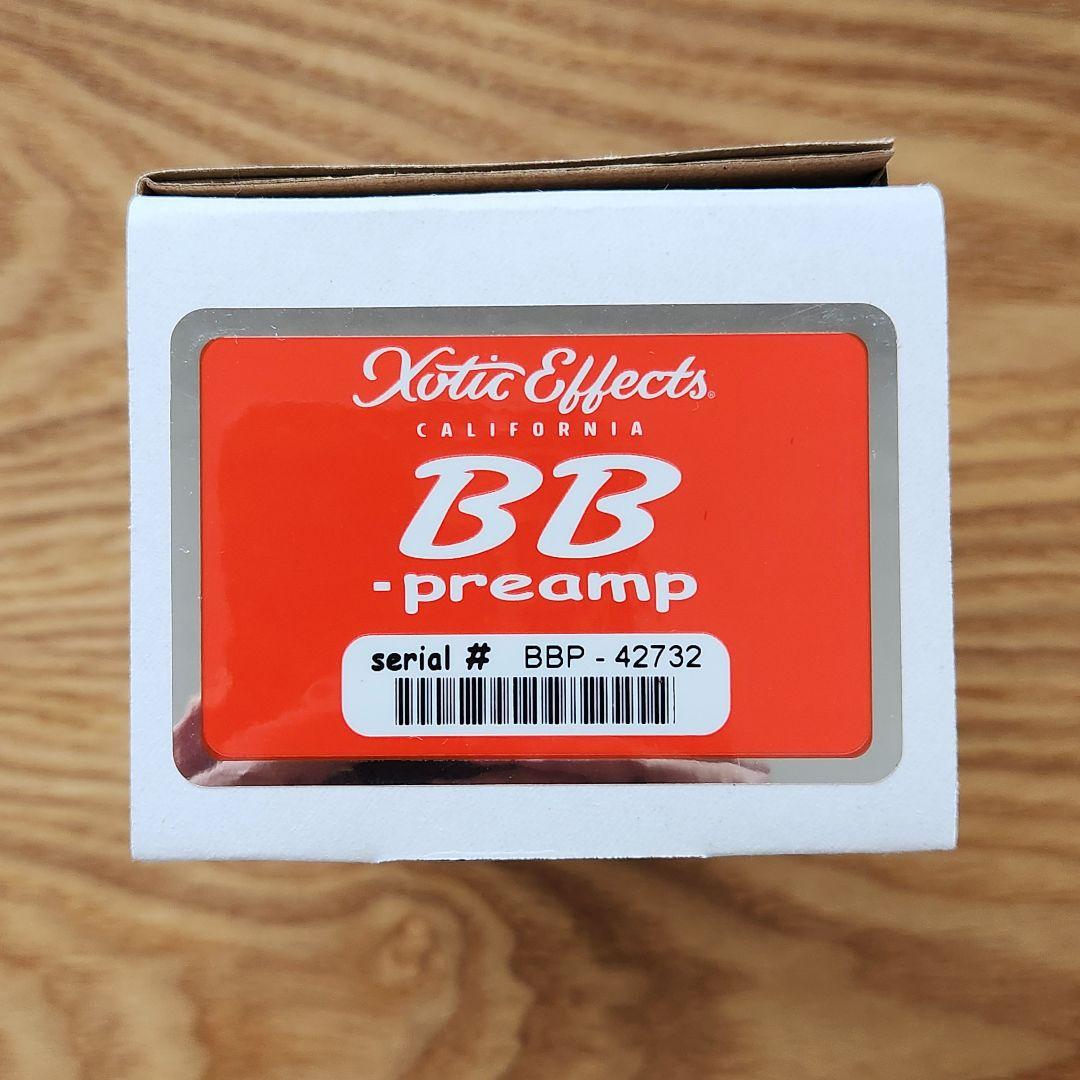 Xotic Effects®
CALIFORNIA
BB
-preamp
serial # BBP - 42732